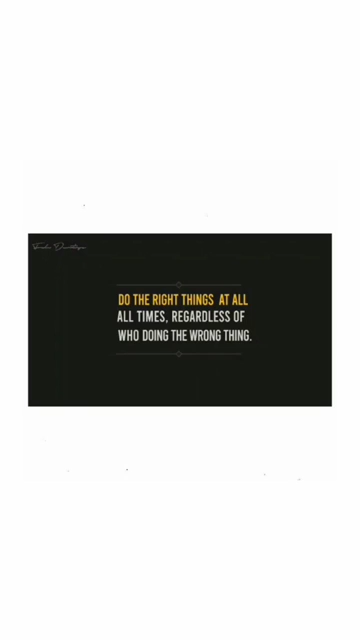 DO THE RIGHT THINGS AT ALL
ALL TIMES, REGARDLESS OF
WHO DOING THE WRONG THING.